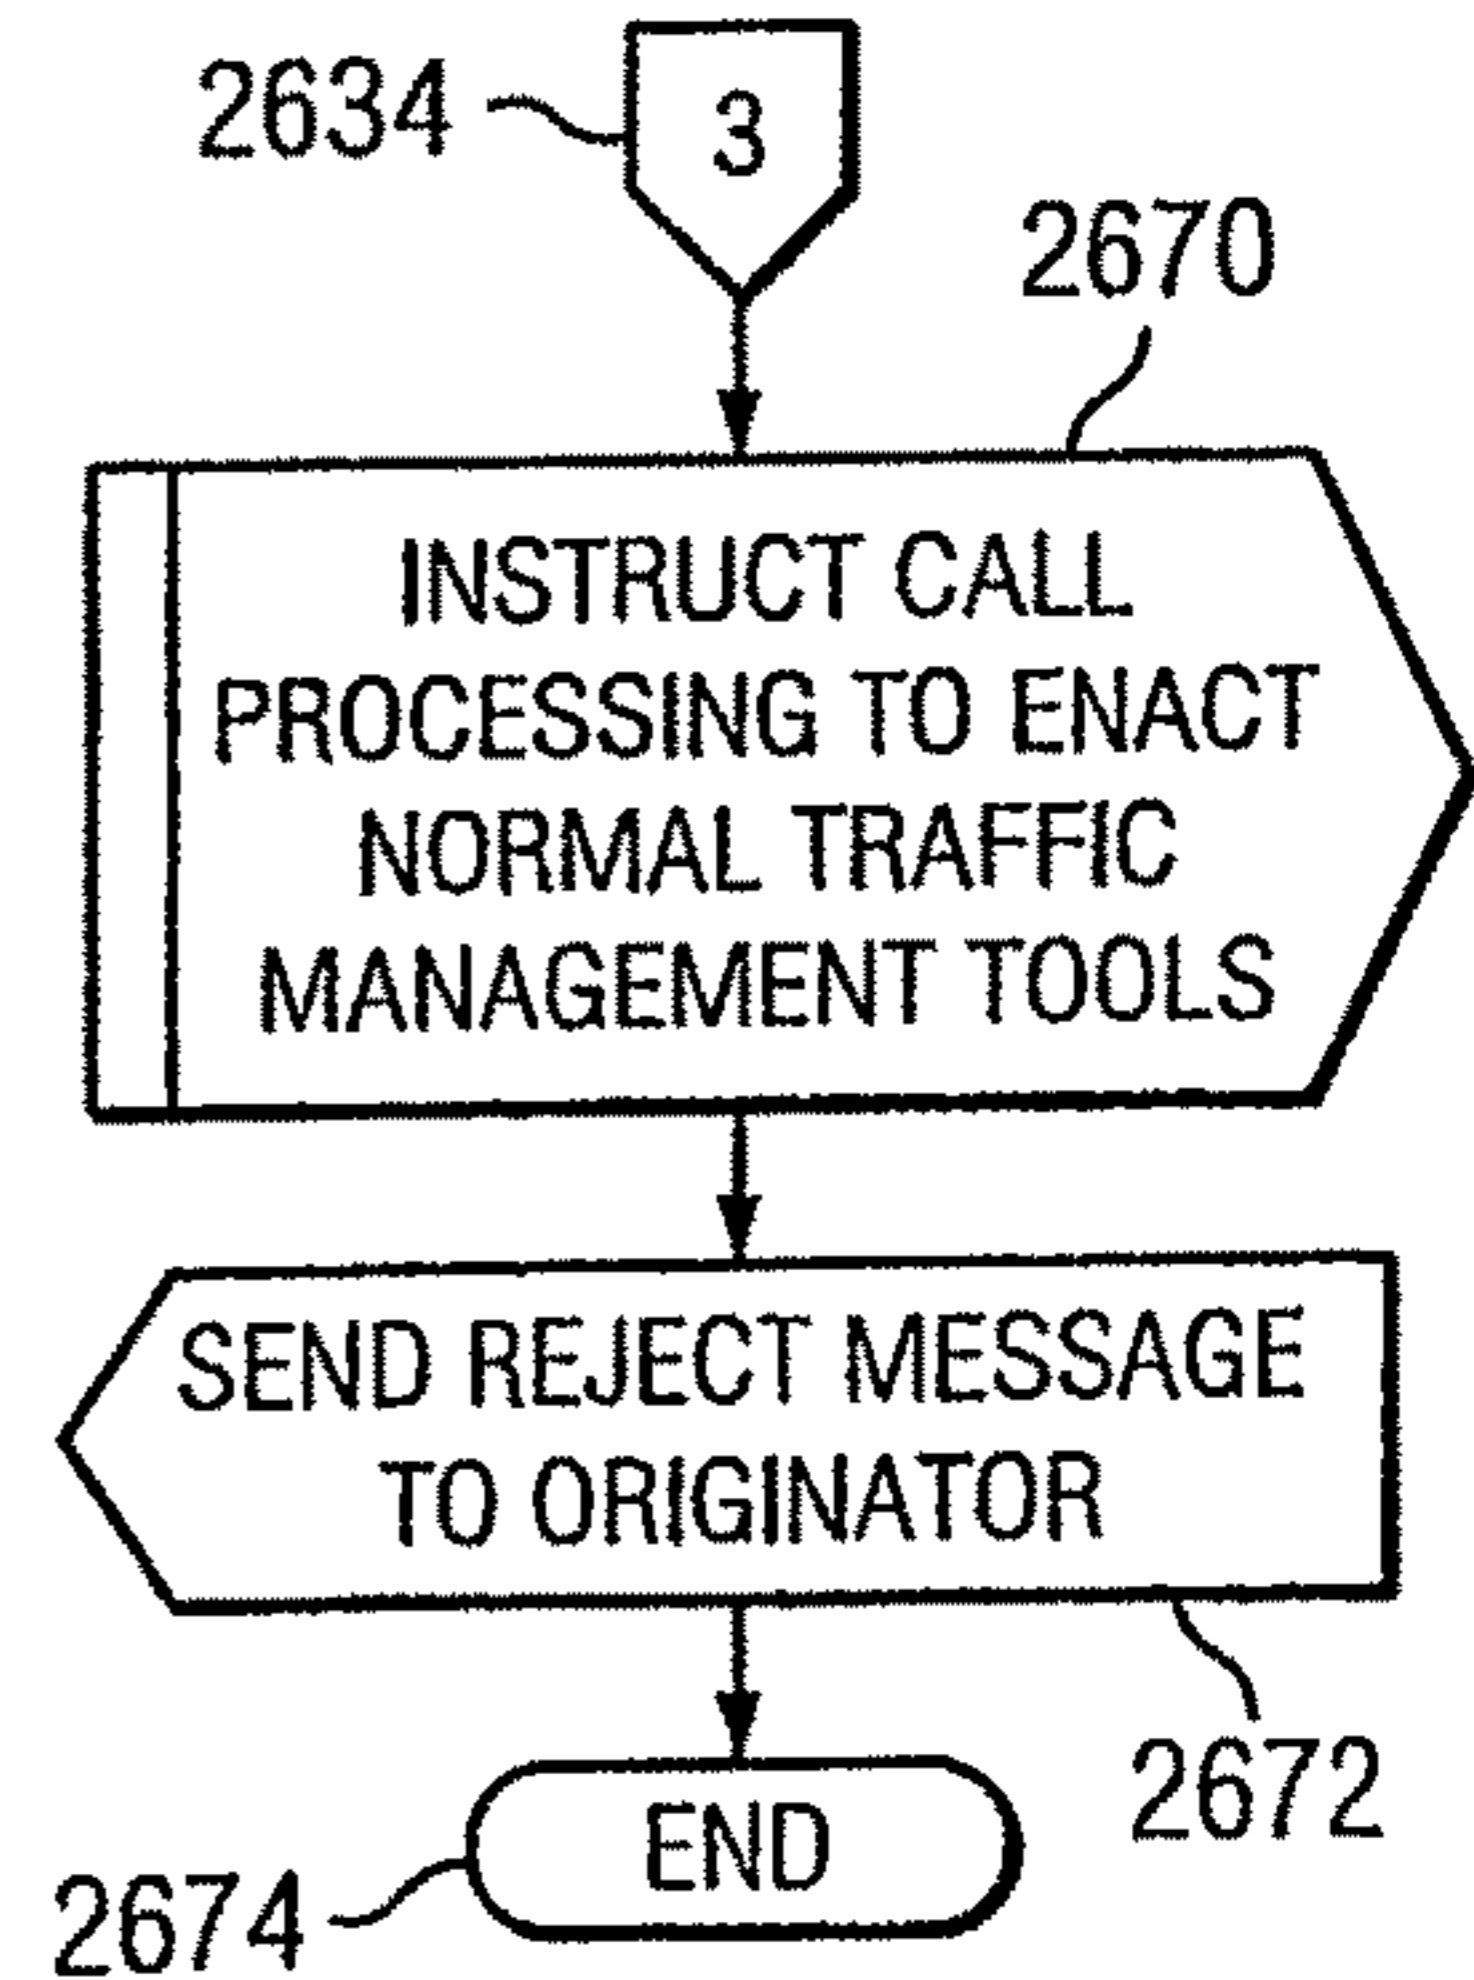 2634
3
2670
INSTRUCT CALL
PROCESSING TO ENACT
NORMAL TRAFFIC
MANAGEMENT TOOLS
SEND REJECT MESSAGE
TO ORIGINATOR
2672
END
2674